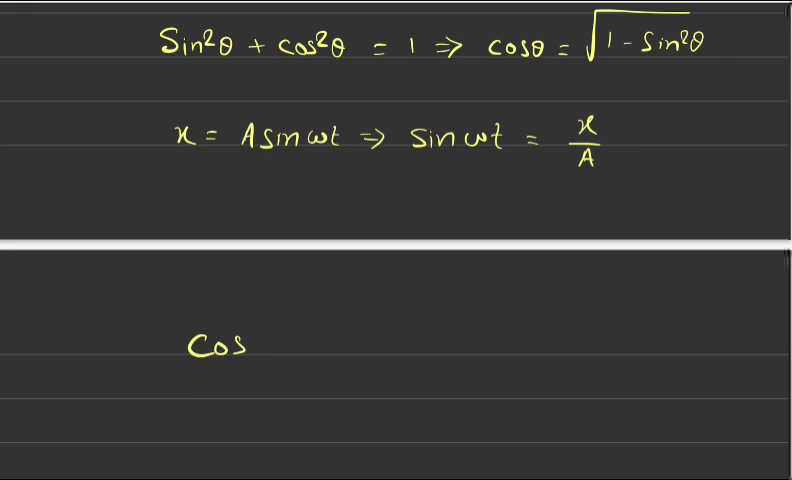 Sin²θ + cos²θ = 1 ⇒ cosθ = √(1 - Sin²θ)
x = A sin ωt ⇒ sin ωt = x/A
Cos